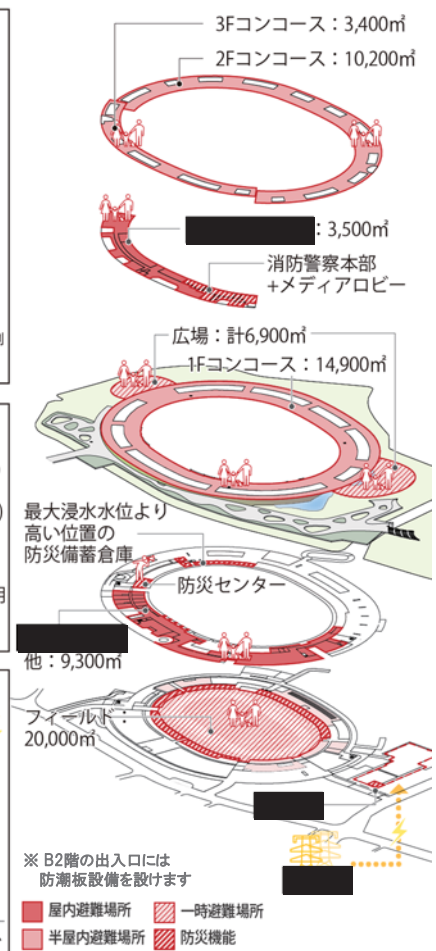 3Fコンコース：3,400㎡
2Fコンコース：10,200㎡
：3,500㎡
消防警察本部
+メディアロビー
広場：計6,900㎡
1Fコンコース：14,900㎡
最大浸水水位より
高い位置の
防災備蓄倉庫
防災センター
他：9,300㎡
フィールド：
20,000㎡
※ B2階の出入口には
防潮板設備を設けます
屋内避難場所
一時避難場所
半屋内避難場所
防災機能